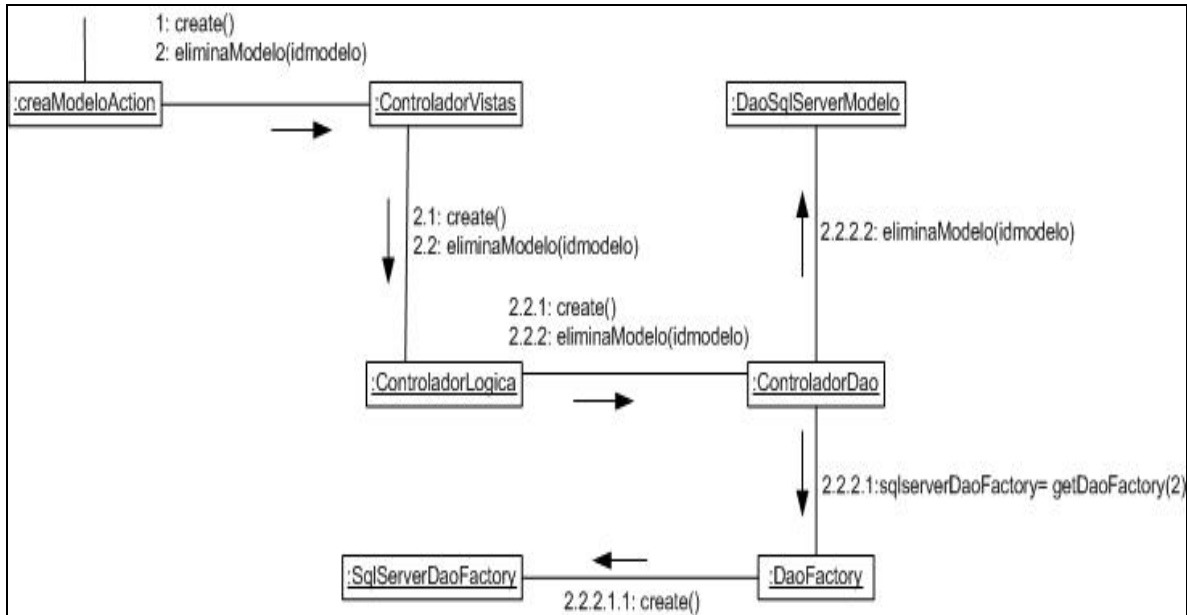 1: create()
2: eliminaModelo(idmodelo)
:creaModeloAction
:ControladorVistas
:DaoSqlServerModelo
2.1: create()
2.2: eliminaModelo(idmodelo)
2.2.2.2: eliminaModelo(idmodelo)
2.2.1: create()
2.2.2: eliminaModelo(idmodelo)
:ControladorLogica
:ControladorDao
2.2.2.1:sqlserverDaoFactory= getDaoFactory(2)
:SqlServerDaoFactory
:DaoFactory
2.2.2.1.1: create()